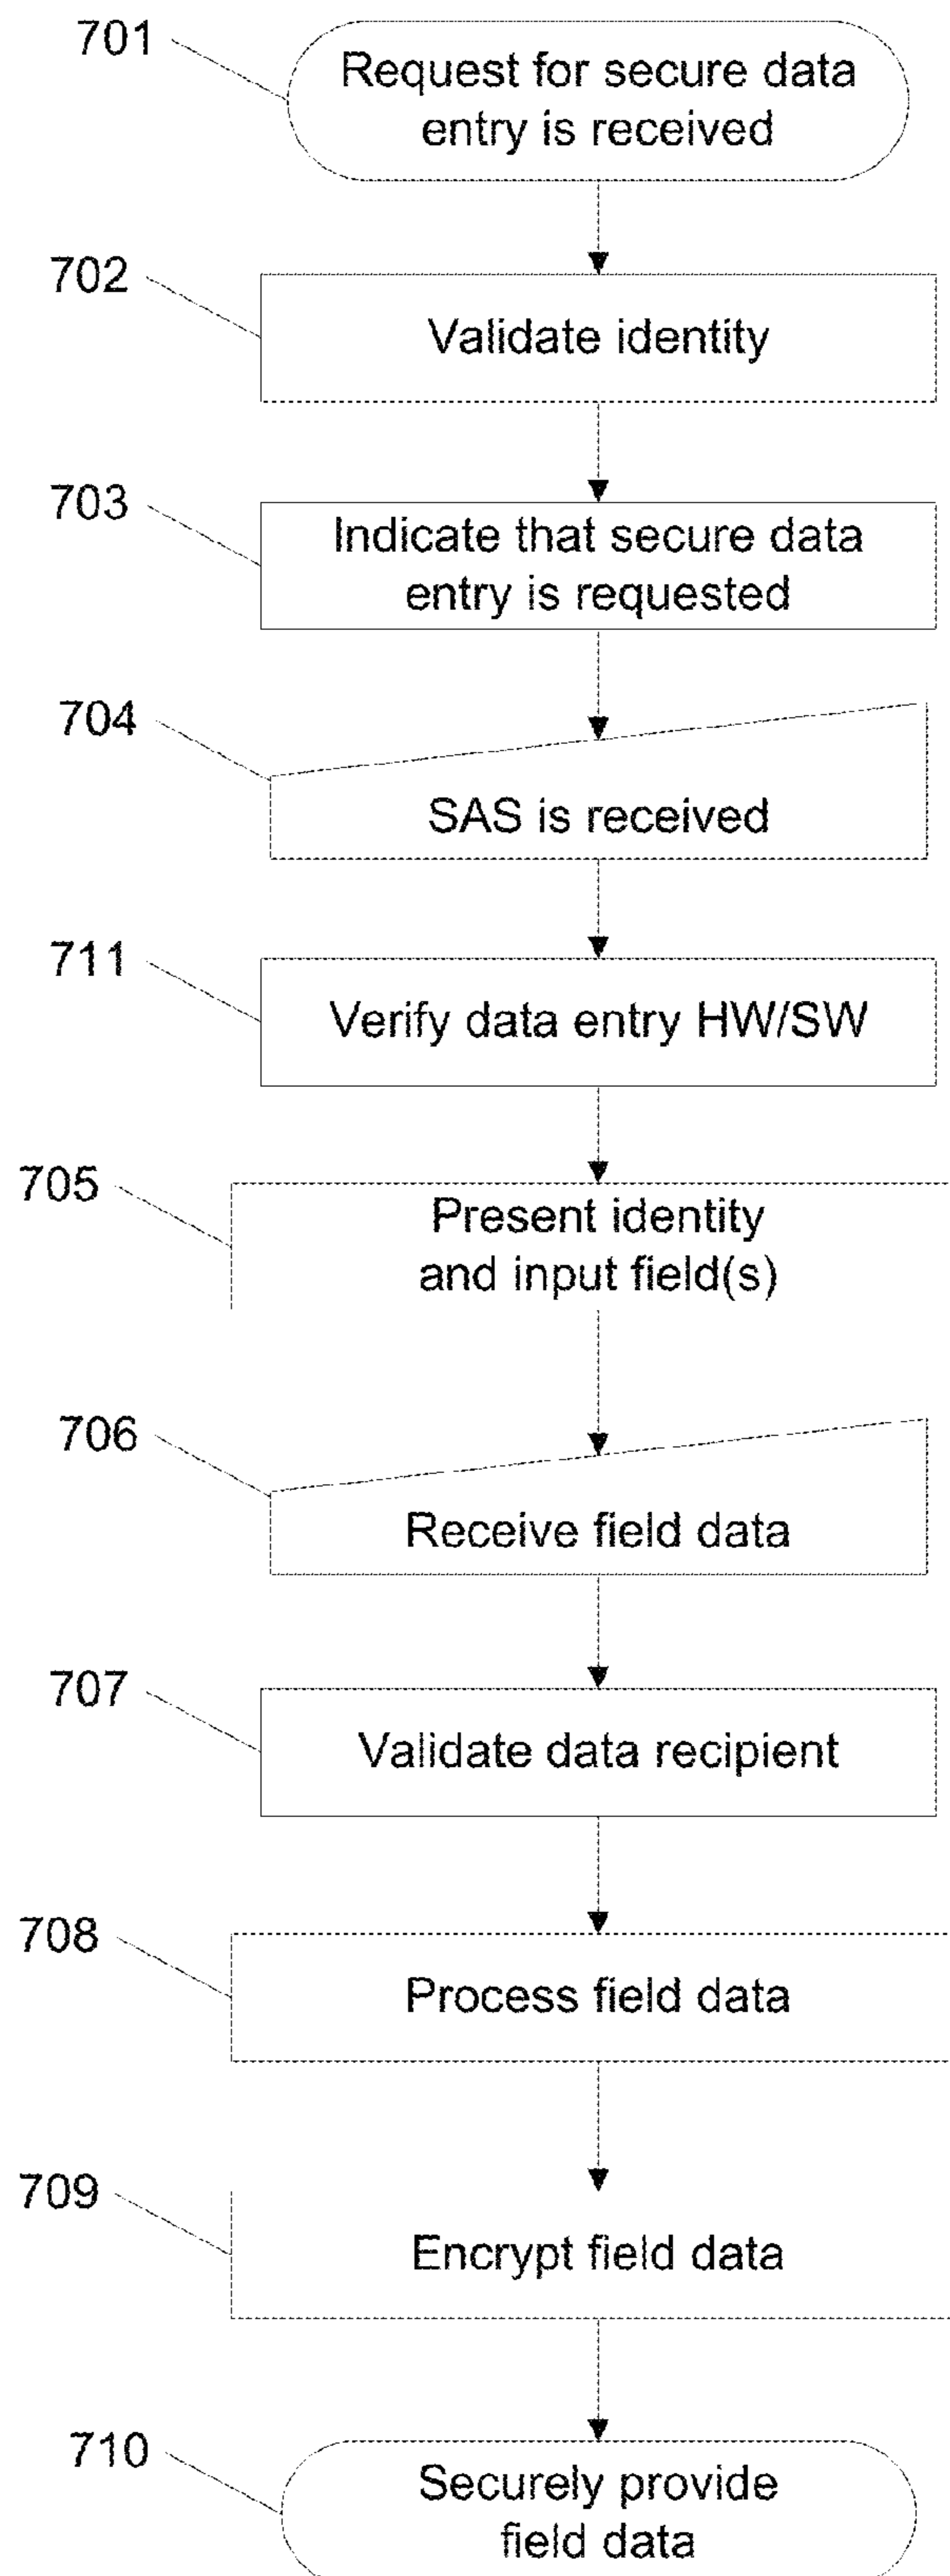 701
Request for secure data
entry is received
702
Validate identity
703
Indicate that secure data
entry is requested
704
SAS is received
711
Verify data entry HW/SW
705
Present identity
and input field(s)
706
Receive field data
707
Validate data recipient
708
Process field data
709
Encrypt field data
710
Securely provide
field data